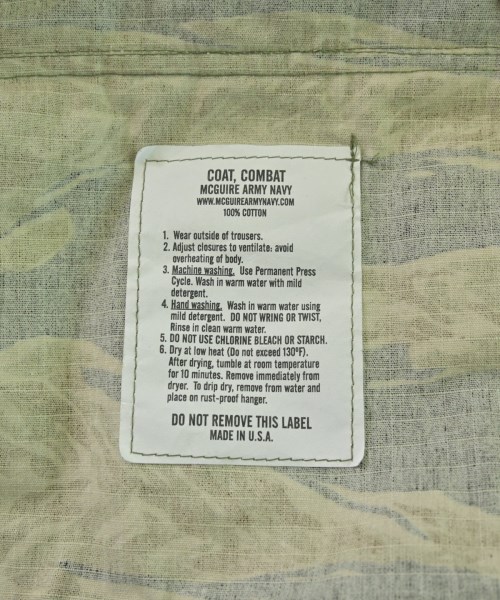 COAT, COMBAT
MCGUIRE ARMY NAVY
WWW.MCGUIREARMYNAVY.COM
100% COTTON
1. Wear outside of trousers.
2. Adjust closures to ventilate: avoid
overheating of body.
3. Machine washing. Use Permanent Press
Cycle. Wash in warm water with mild
detergent.
4. Hand washing. Wash in warm water using
mild detergent. DO NOT WRING OR TWIST,
Rinse in clean warm water.
5. DO NOT USE CHLORINE BLEACH OR STARCH.
6. Dry at low heat (Do not exceed 130°F).
After drying, tumble at room temperature
for 10 minutes. Remove immediately from
dryer. To drip dry, remove from water and
place on rust-proof hanger.
DO NOT REMOVE THIS LABEL
MADE IN U.S.A.